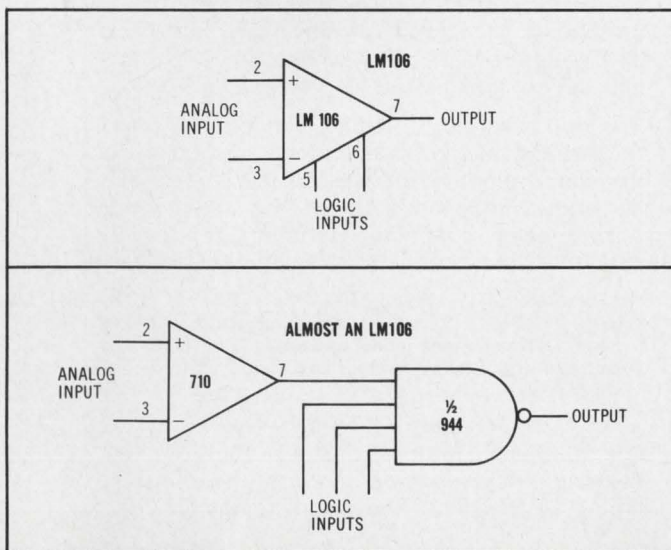 LM106
2
+
ANALOG
INPUT
LM 106
7
OUTPUT
6
3
−
5
LOGIC
INPUTS
ALMOST AN LM106
2
+
ANALOG
INPUT
710
7
3
−
½
944
OUTPUT
LOGIC
INPUTS